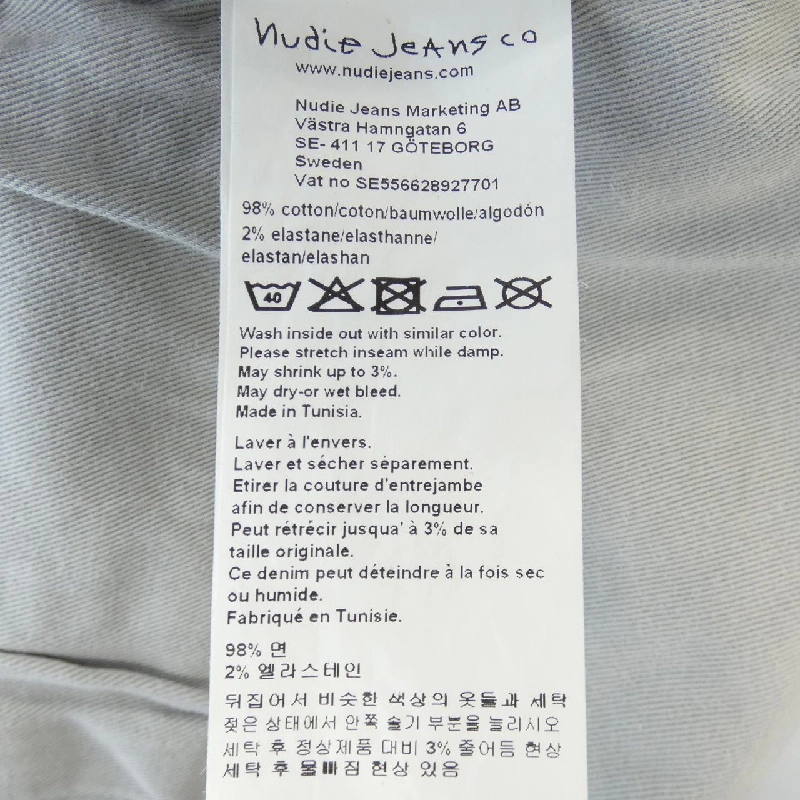 Nudie Jeans co
www.nudiejeans.com
Nudie Jeans Marketing AB
Västra Hamngatan 6
SE- 411 17 GÖTEBORG
Sweden
Vat no SE556628927701
98% cotton/coton/baumwolle/algodón
2% elastane/elasthanne/
elastan/elashan
40
Wash inside out with similar color.
Please stretch inseam while damp.
May shrink up to 3%.
May dry-or wet bleed.
Made in Tunisia.
Laver à l'envers.
Laver et sécher séparement.
Etirer la couture d'entrejambe
afin de conserver la longueur.
Peut rétrécir jusqua' à 3% de sa
taille originale.
Ce denim peut déteindre à la fois sec
ou humide.
Fabriqué en Tunisie.
98% 면
2% 엘라스테인
뒤집어서 비슷한 색상의 옷들과 세탁
젖은 상태에서 안쪽 솔기 부분을 늘리시오
세탁 후 정상제품 대비 3% 줄어듬 현상
세탁 후 물빠짐 현상 있음